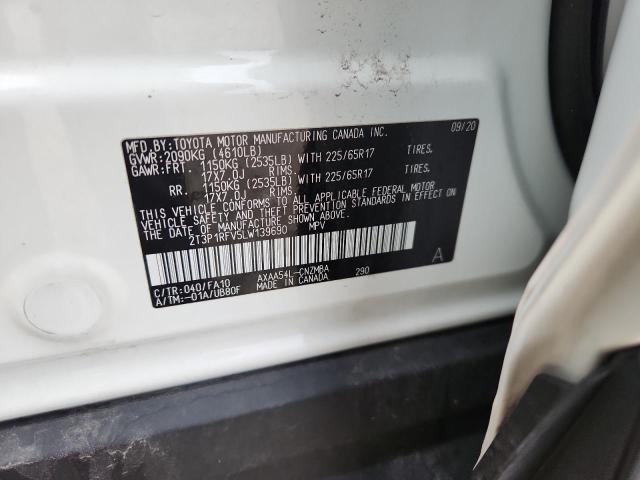 MFD.BY:TOYOTA MOTOR MANUFACTURING CANADA INC. 09/20
GVWR:2090KG (4610LB)
GAWR:FRT. 1150KG (2535LB) WITH 225/65R17 TIRES.
17X7.0J RIMS.
RR. 1150KG (2535LB) WITH 225/65R17 TIRES.
17X7.0J RIMS.
THIS VEHICLE CONFORMS TO ALL APPLICABLE FEDERAL MOTOR
VEHICLE SAFETY AND THEFT PREVENTION STANDARDS IN
EFFECT ON THE DATE OF MANUFACTURE SHOWN ABOVE.
2T3P1RFV5LW139690 MPV
A
C/TR:040/FA10 AXAA54L-CNZMBA 290
A/TM:-01A/UB80F MADE IN CANADA